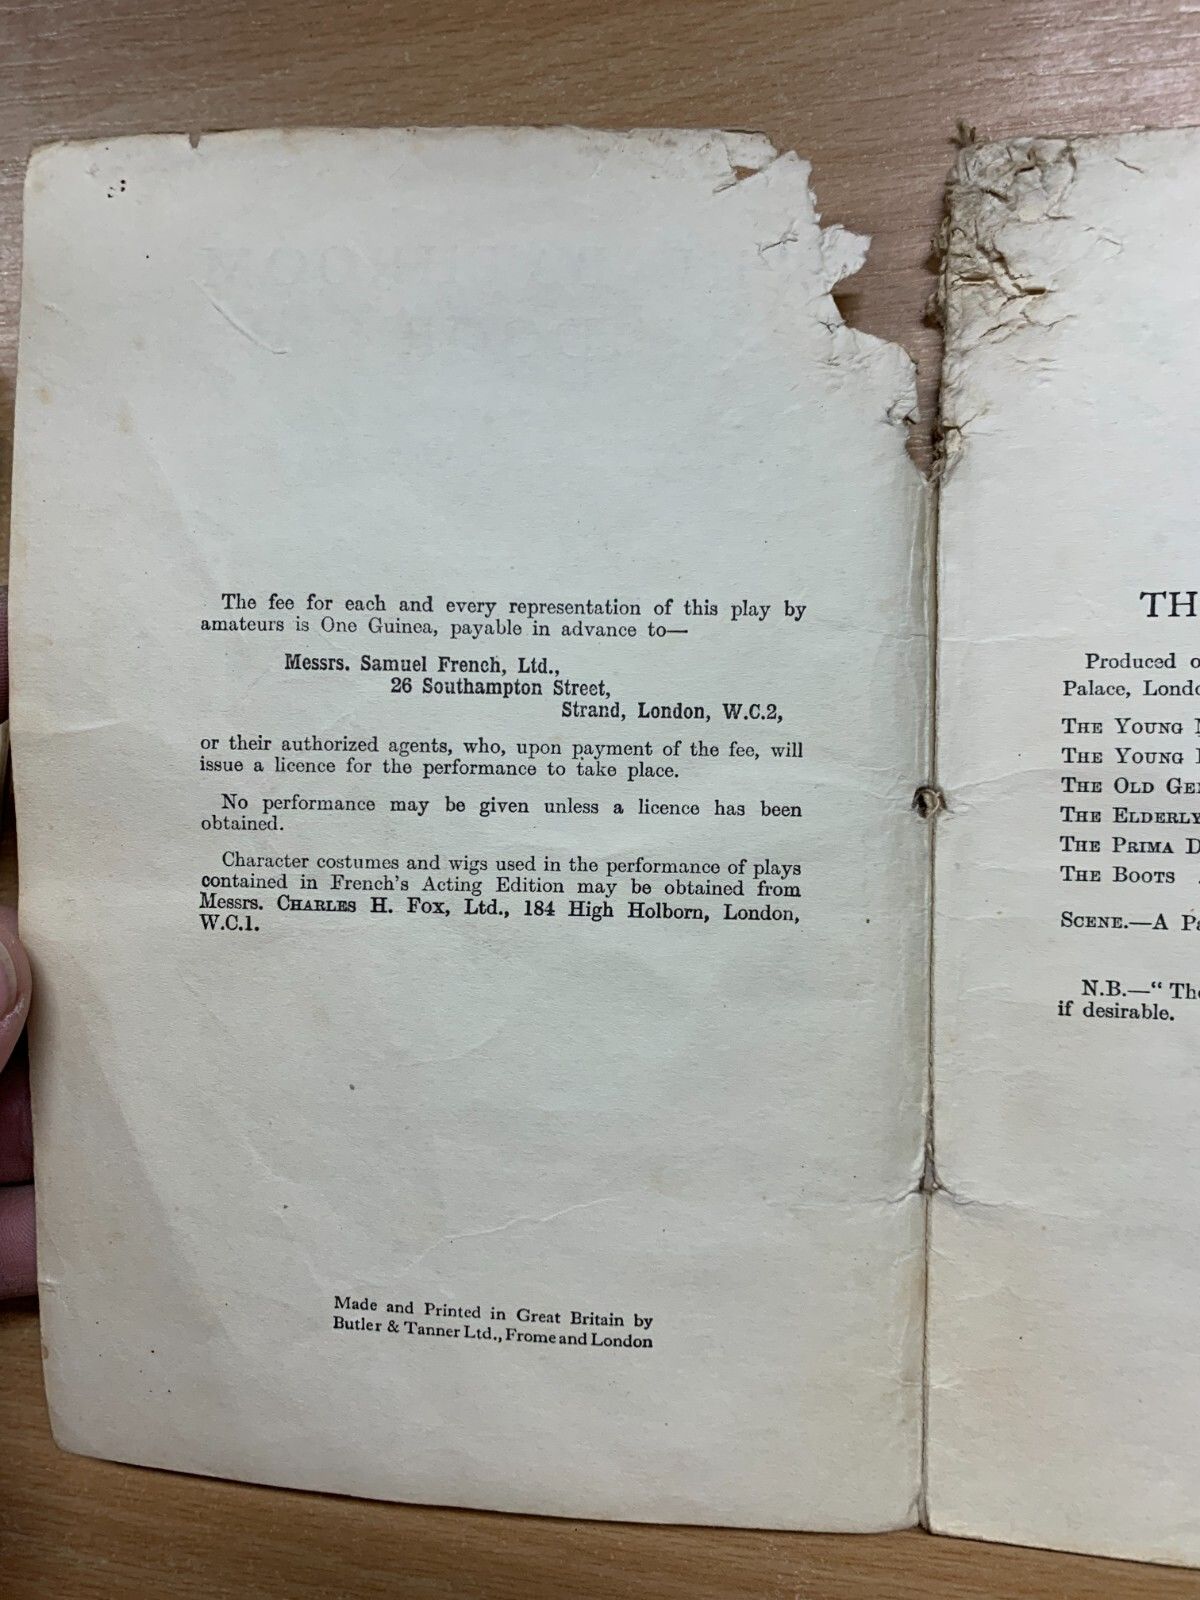 The fee for each and every representation of this play by
amateurs is One Guinea, payable in advance to—
Messrs. Samuel French, Ltd.,
26 Southampton Street,
Strand, London, W.C.2,
or their authorized agents, who, upon payment of the fee, will
issue a licence for the performance to take place.
No performance may be given unless a licence has been
obtained.
Character costumes and wigs used in the performance of plays
contained in French's Acting Edition may be obtained from
Messrs. CHARLES H. FOX, Ltd., 184 High Holborn, London,
W.C.1.
Made and Printed in Great Britain by
Butler & Tanner Ltd., Frome and London
TH
Produced
Palace,
THE YOUNG
THE YOUNG
THE OLD
THE ELDERLY
THE PRIMA
THE BOOTS
SCENE.—A
N.B.—"
if desirable.